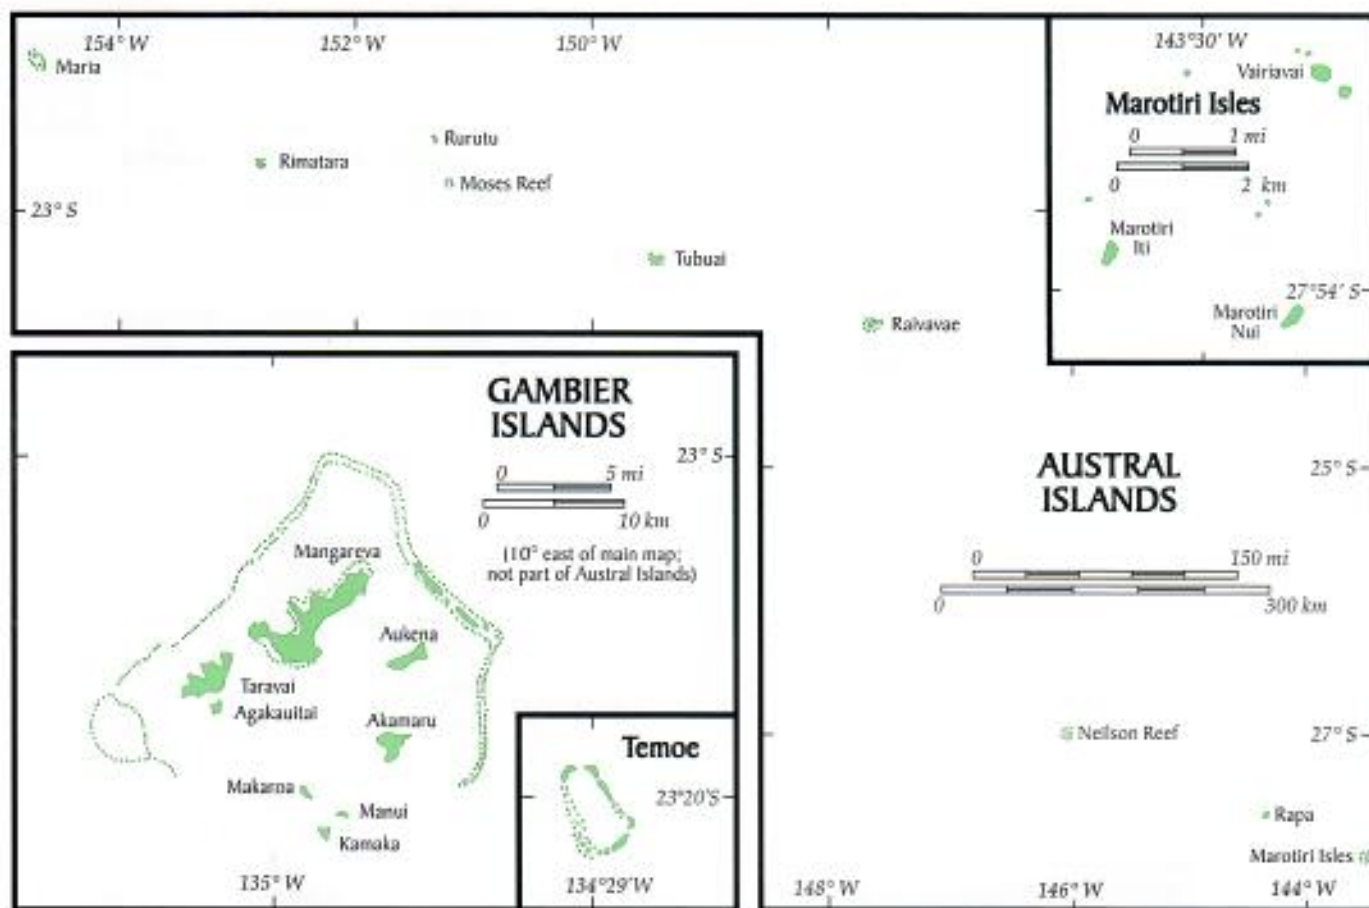 154° W
152° W
150° W
Maria
Rurutu
Rimatara
Moses Reef
23° S
Tubuai
Raivavae
143°30' W
Vairiavai
Marotiri Isles
0 1 mi
0 2 km
Marotiri
Iti
27°54' S
Marotiri
Nui
GAMBIER
ISLANDS
23° S
0 5 mi
0 10 km
(10° east of main map;
not part of Austral Islands)
Mangareva
Aukena
Taravai
Agakauitai
Akamaru
Makaroa
Manui
Kamaka
135° W
Temoe
23°20'S
134°29'W
AUSTRAL
ISLANDS
25° S
0 150 mi
0 300 km
Neilson Reef
27° S
Rapa
Marotiri Isles
148° W
146° W
144° W